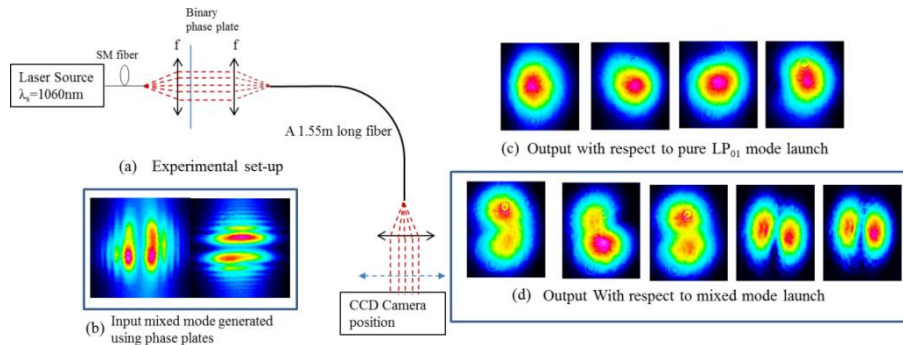 Binary
phase plate
SM fiber
f
f
Laser Source
λs=1060nm
A 1.55m long fiber
(a) Experimental set-up
(c) Output with respect to pure LP01 mode launch
CCD Camera
position
(d) Output With respect to mixed mode launch
(b) Input mixed mode generated
using phase plates